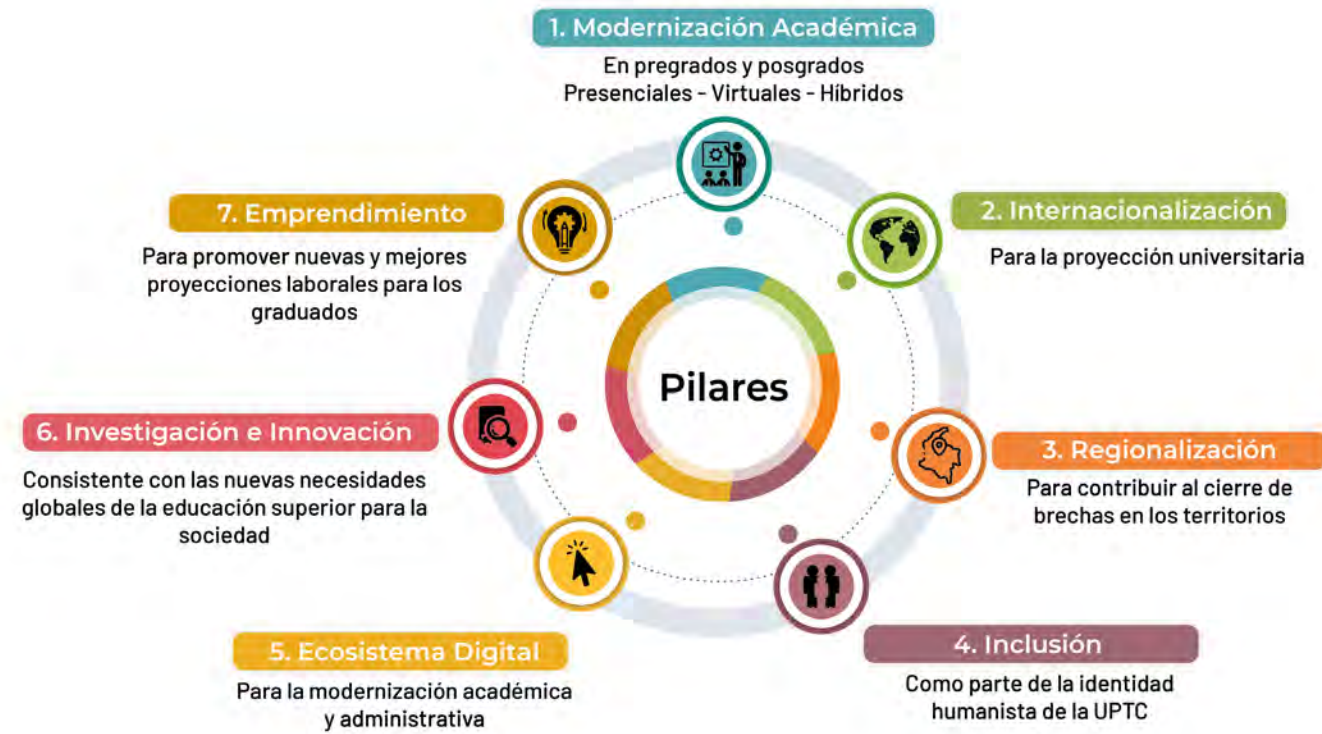 1. Modernización Académica
En pregrados y posgrados
Presenciales - Virtuales - Híbridos
2. Internacionalización
Para la proyección universitaria
3. Regionalización
Para contribuir al cierre de
brechas en los territorios
4. Inclusión
Como parte de la identidad
humanista de la UPTC
5. Ecosistema Digital
Para la modernización académica
y administrativa
6. Investigación e Innovación
Consistente con las nuevas necesidades
globales de la educación superior para la
sociedad
7. Emprendimiento
Para promover nuevas y mejores
proyecciones laborales para los
graduados
Pilares